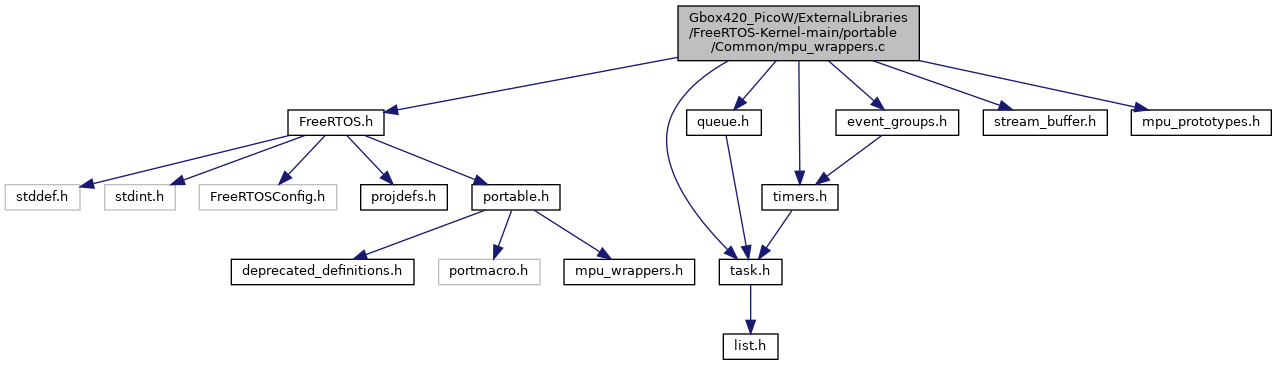 Gbox420_PicoW/ExternalLibraries
/FreeRTOS-Kernel-main/portable
/Common/mpu_wrappers.c
FreeRTOS.h
queue.h
event_groups.h
stream_buffer.h
mpu_prototypes.h
stddef.h
stdint.h
FreeRTOSConfig.h
projdefs.h
portable.h
timers.h
deprecated_definitions.h
portmacro.h
mpu_wrappers.h
task.h
list.h